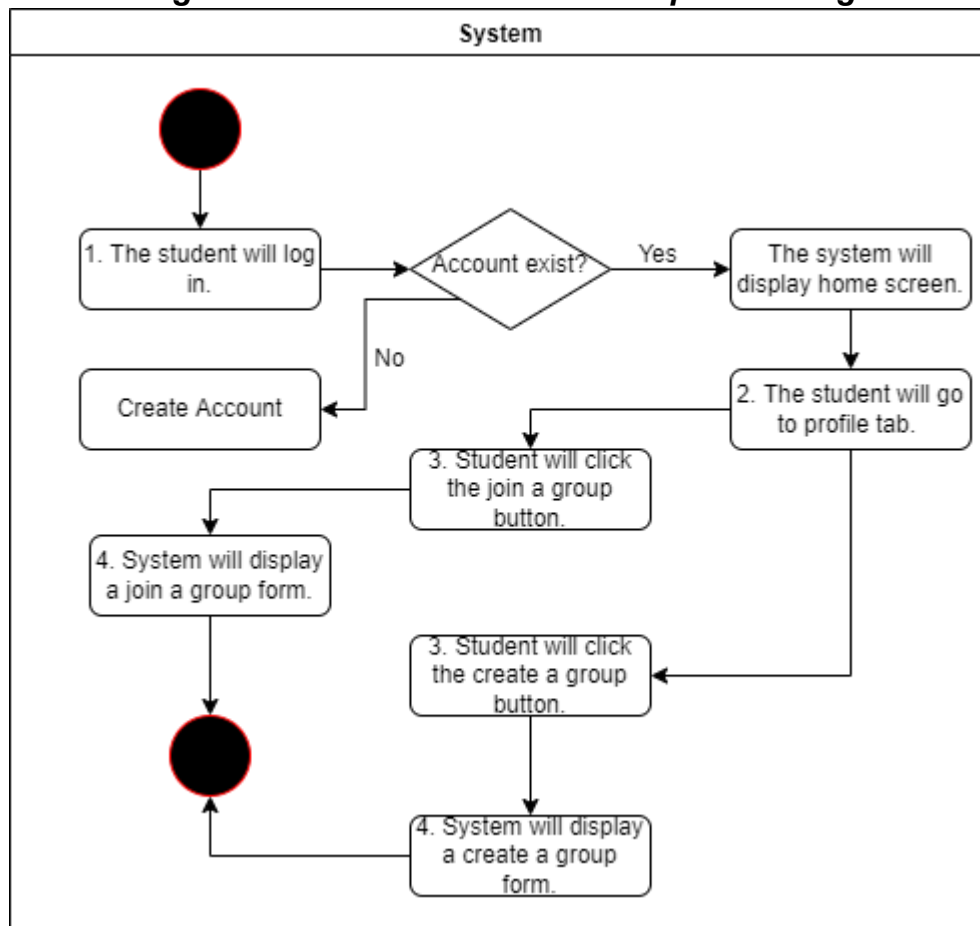 System
1. The student will log
in.
Account exist?
Yes
The system will
display home screen.
No
Create Account
2. The student will go
to profile tab.
3. Student will click
the join a group
button.
4. System will display
a join a group form.
3. Student will click
the create a group
button.
4. System will display
a create a group
form.